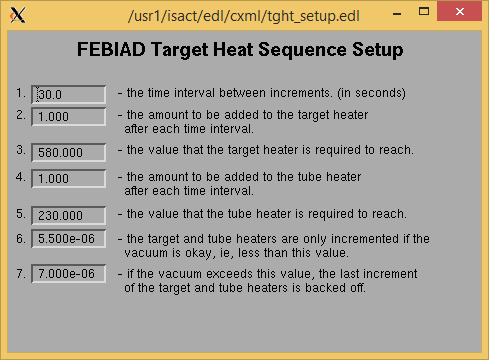 /usr1/isact/edl/cxml/tght_setup.edl
FEBIAD Target Heat Sequence Setup
1. 30.0 - the time interval between increments. (in seconds)
2. 1.000 - the amount to be added to the target heater
after each time interval.
3. 580.000 - the value that the target heater is required to reach.
4. 1.000 - the amount to be added to the tube heater
after each time interval.
5. 230.000 - the value that the tube heater is required to reach.
6. 5.500e-06 - the target and tube heaters are only incremented if the
vacuum is okay, ie, less than this value.
7. 7.000e-06 - if the vacuum exceeds this value, the last increment
of the target and tube heaters is backed off.